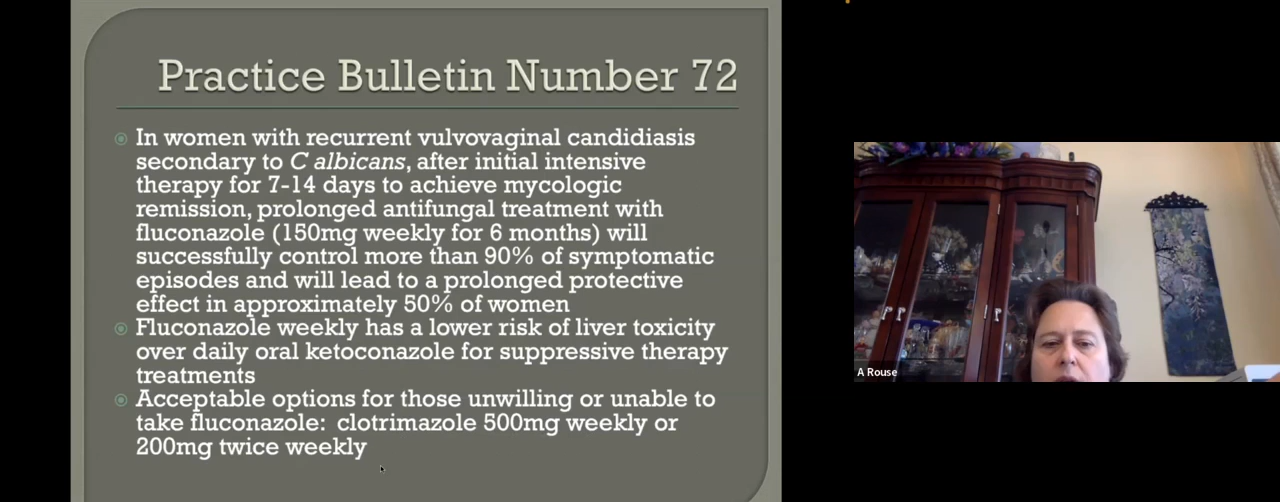 Practice Bulletin Number 72
In women with recurrent vulvovaginal candidiasis
secondary to C albicans, after initial intensive
therapy for 7-14 days to achieve mycologic
remission, prolonged antifungal treatment with
fluconazole (150mg weekly for 6 months) will
successfully control more than 90% of symptomatic
episodes and will lead to a prolonged protective
effect in approximately 50% of women
Fluconazole weekly has a lower risk of liver toxicity
over daily oral ketoconazole for suppressive therapy
treatments
Acceptable options for those unwilling or unable to
take fluconazole: clotrimazole 500mg weekly or
200mg twice weekly
A Rouse